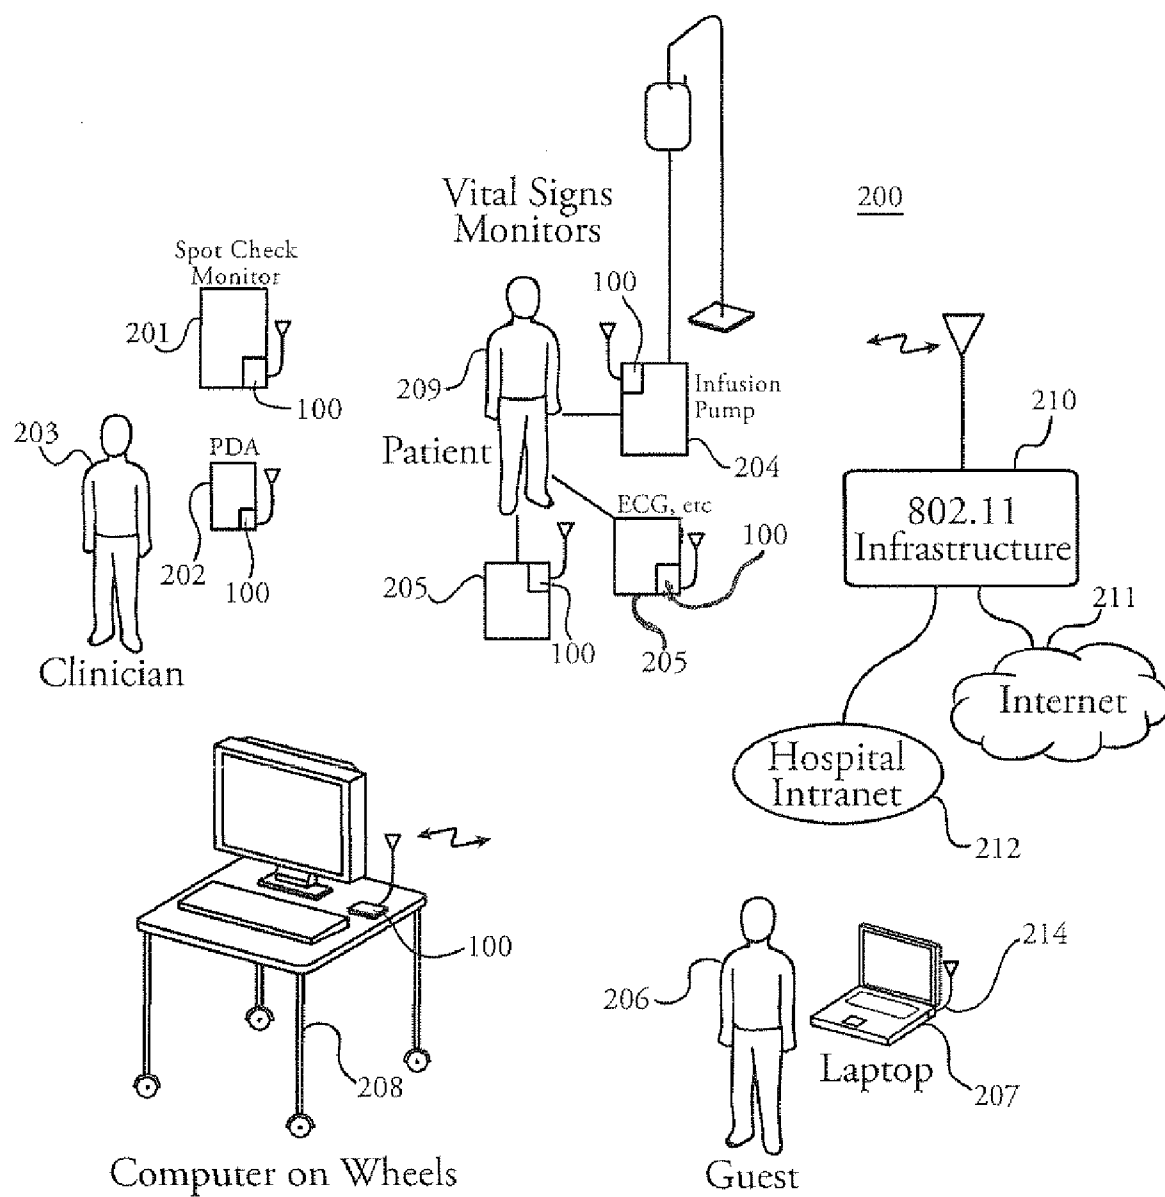 Vital Signs
Monitors
200
Spot Check
Monitor
201
100
100
209
Infusion
Pump
204
Patient
203
PDA
202
100
ECG, etc
100
205
100
205
210
802.11
Infrastructure
211
Internet
Hospital
Intranet
212
Clinician
100
208
Computer on Wheels
206
214
Laptop
207
Guest